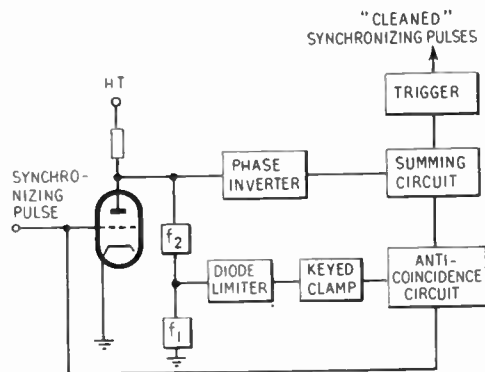 "CLEANED"
SYNCHRONIZING PULSES
TRIGGER
HT
SYNCHRO-
NIZING
PULSE
PHASE
INVERTER
SUMMING
CIRCUIT
f2
DIODE
LIMITER
KEYED
CLAMP
ANTI-
COINCIDENCE
CIRCUIT
f1